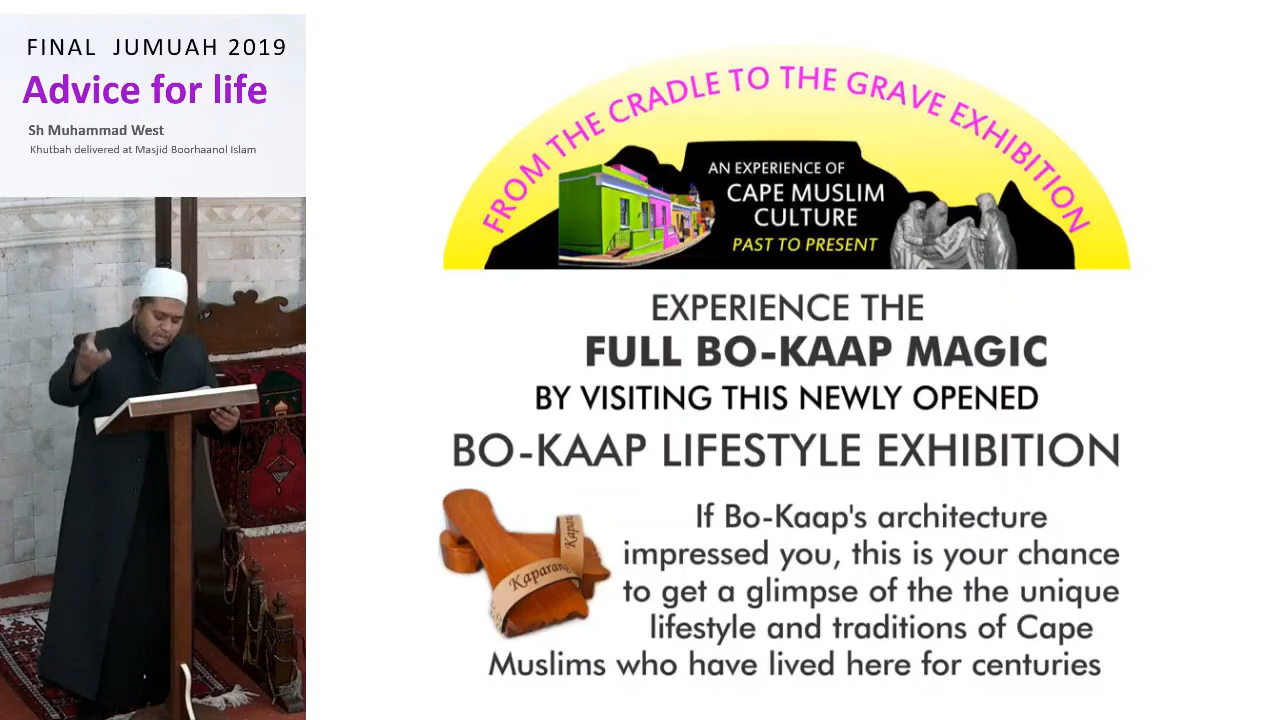 FINAL JUMUAH 2019
Advice for life
Sh Muhammad West
Khutbah delivered at Masjid Boorhaanol Islam
FROM THE CRADLE TO THE GRAVE EXHIBITION
AN EXPERIENCE OF
CAPE MUSLIM
CULTURE
PAST TO PRESENT
EXPERIENCE THE
FULL BO-KAAP MAGIC
BY VISITING THIS NEWLY OPENED
BO-KAAP LIFESTYLE EXHIBITION
If Bo-Kaap's architecture
impressed you, this is your chance
to get a glimpse of the the unique
lifestyle and traditions of Cape
Muslims who have lived here for centuries
Kaparang